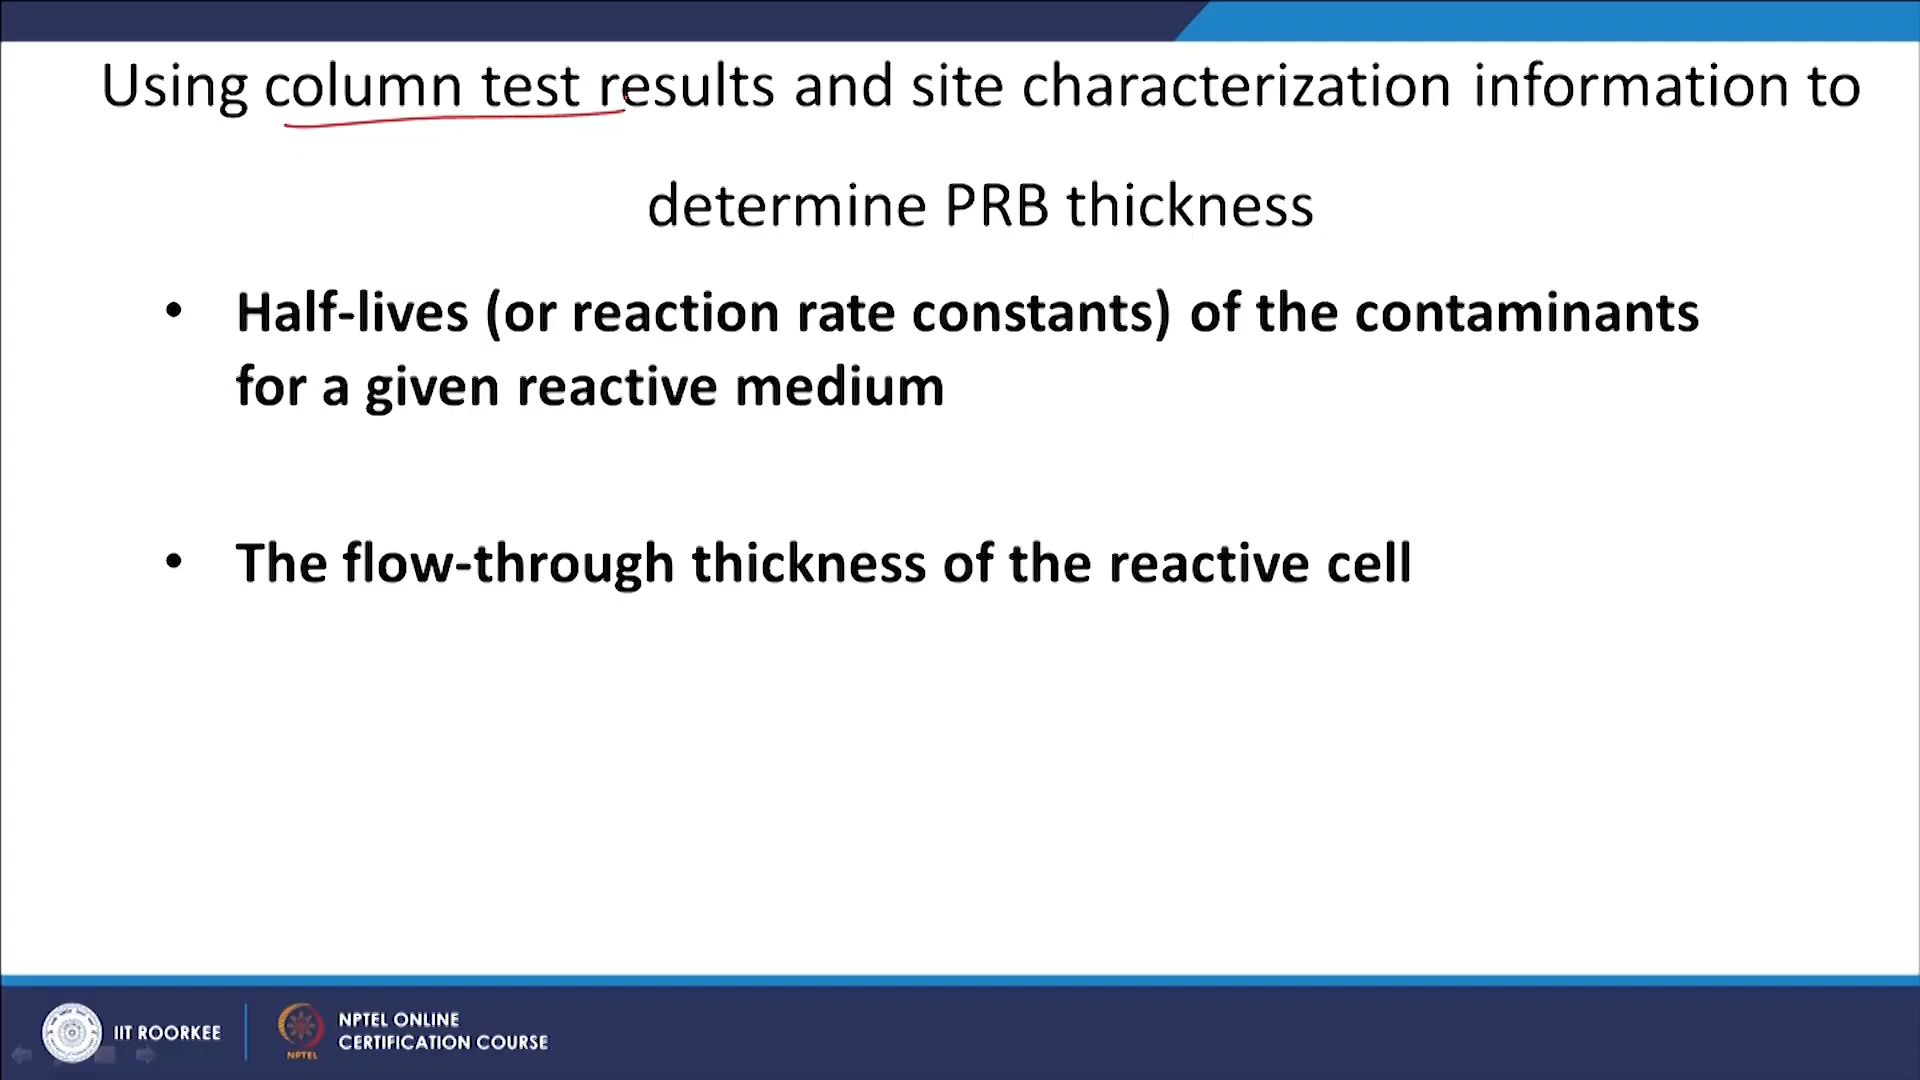 Using column test results and site characterization information to
determine PRB thickness
• Half-lives (or reaction rate constants) of the contaminants
for a given reactive medium
• The flow-through thickness of the reactive cell
IIT ROORKEE
NPTEL
NPTEL ONLINE
CERTIFICATION COURSE